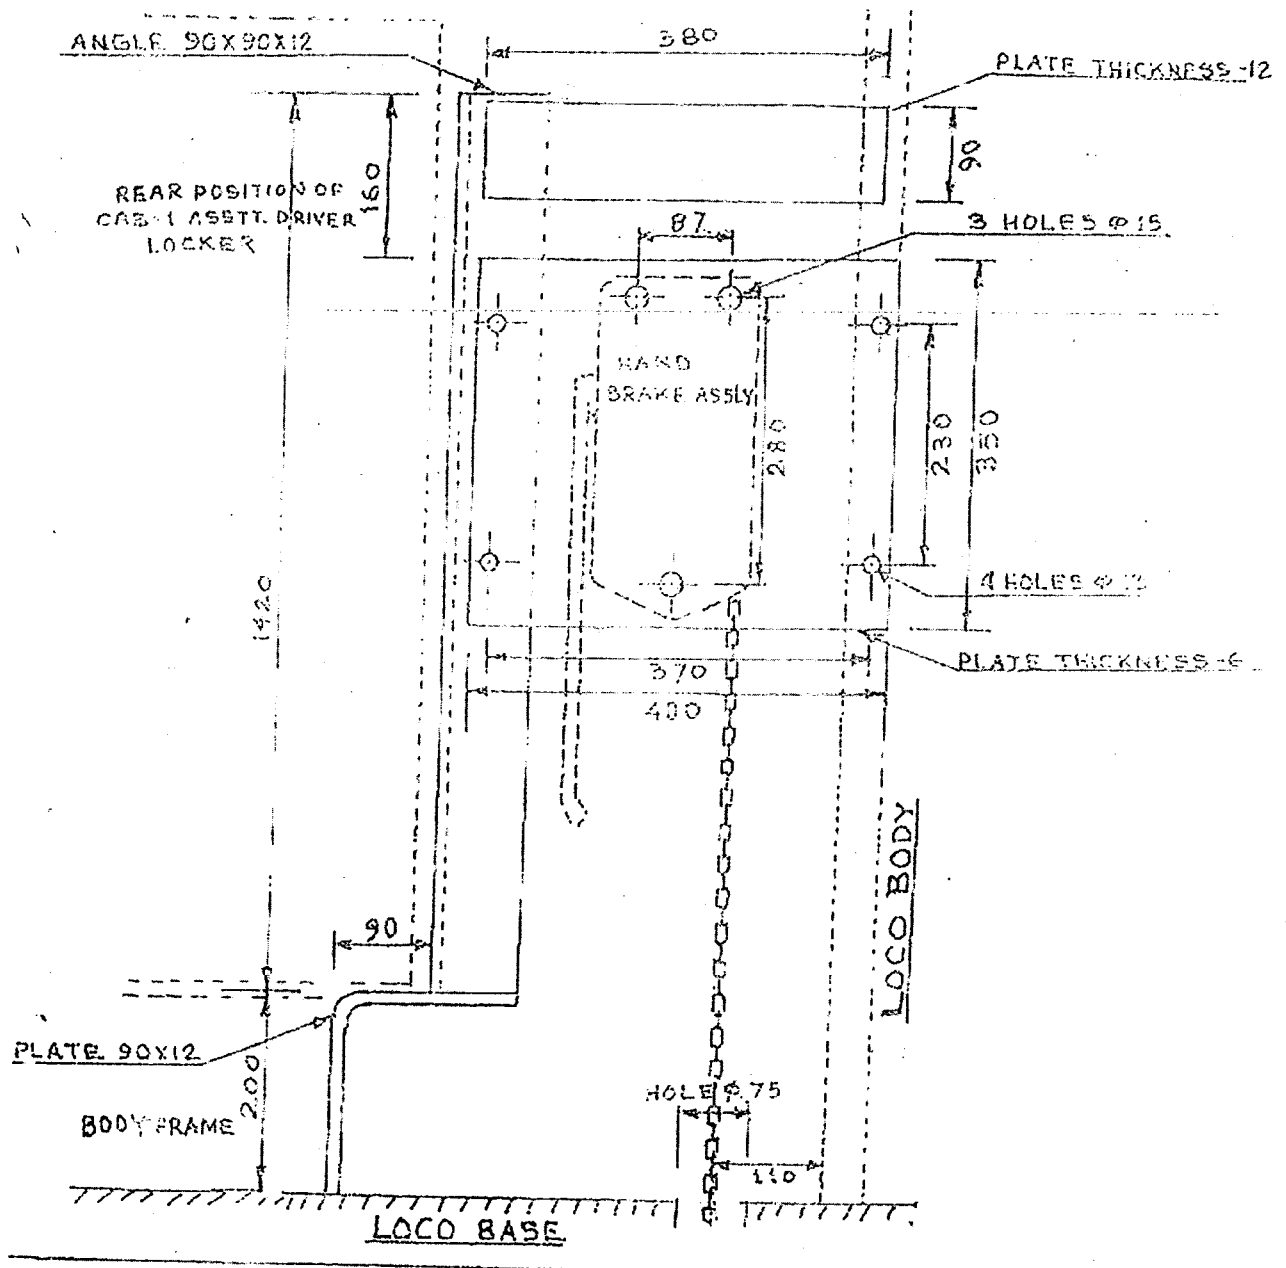 ANGLE 90X90X12
380
PLATE THICKNESS-12
90
160
REAR POSITION OF
CAB-1 ASSTT. DRIVER
LOCKER
87
3 HOLES Φ 15
HAND
BRAKE ASSLY
280
230
350
1420
4 HOLES Φ
PLATE THICKNESS-6
370
400
LOCO BODY
90
PLATE 90X12
200
BODY FRAME
HOLE Φ 75
110
LOCO BASE